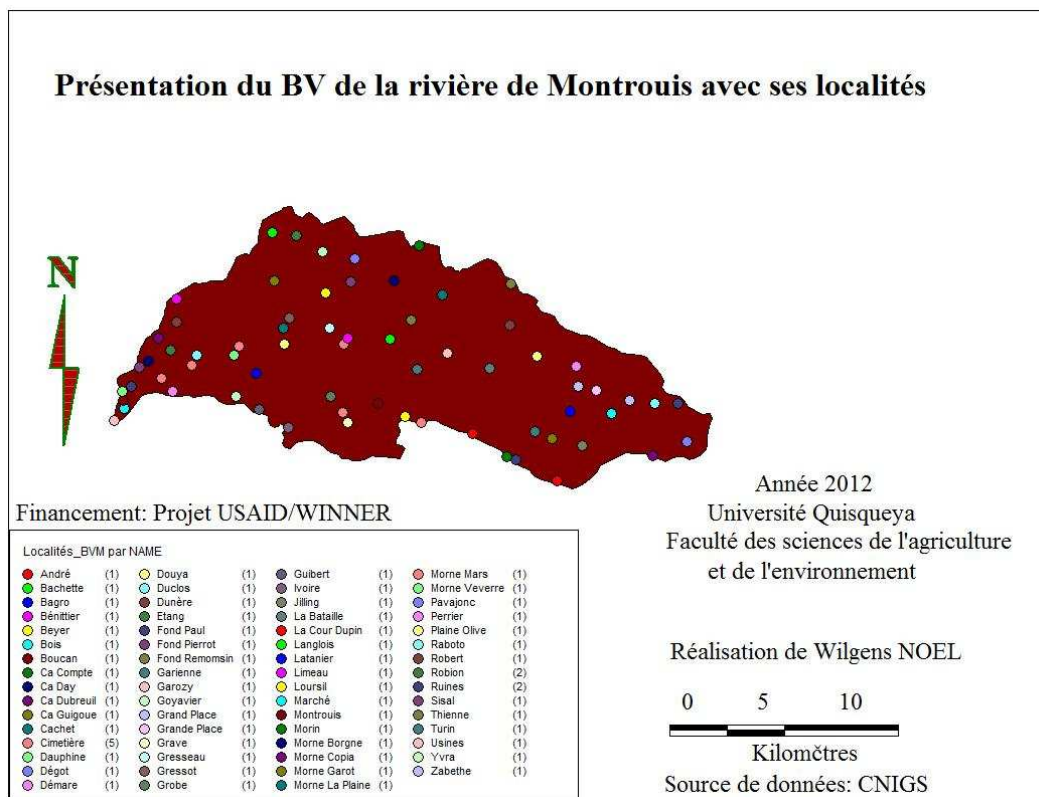 Présentation du BV de la rivière de Montrouis avec ses localités
N
Financement: Projet USAID/WINNER
Localités_BVM par NAME
André (1)
Bachette (1)
Bagro (1)
Bénittier (1)
Beyer (1)
Bois (1)
Boucan (1)
Ca Compte (1)
Ca Day (1)
Ca Dubreuil (1)
Ca Guigoue (1)
Cachet (1)
Cimetière (5)
Dauphine (1)
Dégot (1)
Démare (1)
Douya (1)
Duclos (1)
Dunère (1)
Etang (1)
Fond Paul (1)
Fond Pierrot (1)
Fond Remomsin (1)
Garienne (1)
Garozy (1)
Goyavier (1)
Grand Place (1)
Grande Place (1)
Grave (1)
Gresseau (1)
Gressot (1)
Grobe (1)
Guibert (1)
Ivoire (1)
Jilling (1)
La Bataille (1)
La Cour Dupin (1)
Langlois (1)
Latanier (1)
Limeau (1)
Loursil (1)
Marché (1)
Montrouis (1)
Morin (1)
Morne Borgne (1)
Morne Copia (1)
Morne Garot (1)
Morne La Plaine (1)
Morne Mars (1)
Morne Veverre (1)
Pavajonc (1)
Perrier (1)
Plaine Olive (1)
Raboto (1)
Robert (1)
Robion (2)
Ruines (2)
Sisal (1)
Thienne (1)
Turin (1)
Usines (1)
Yvra (1)
Zabethe (1)
Année 2012
Université Quisqueya
Faculté des sciences de l'agriculture
et de l'environnement
Réalisation de Wilgens NOEL
0 5 10
Kilomčtres
Source de données: CNIGS